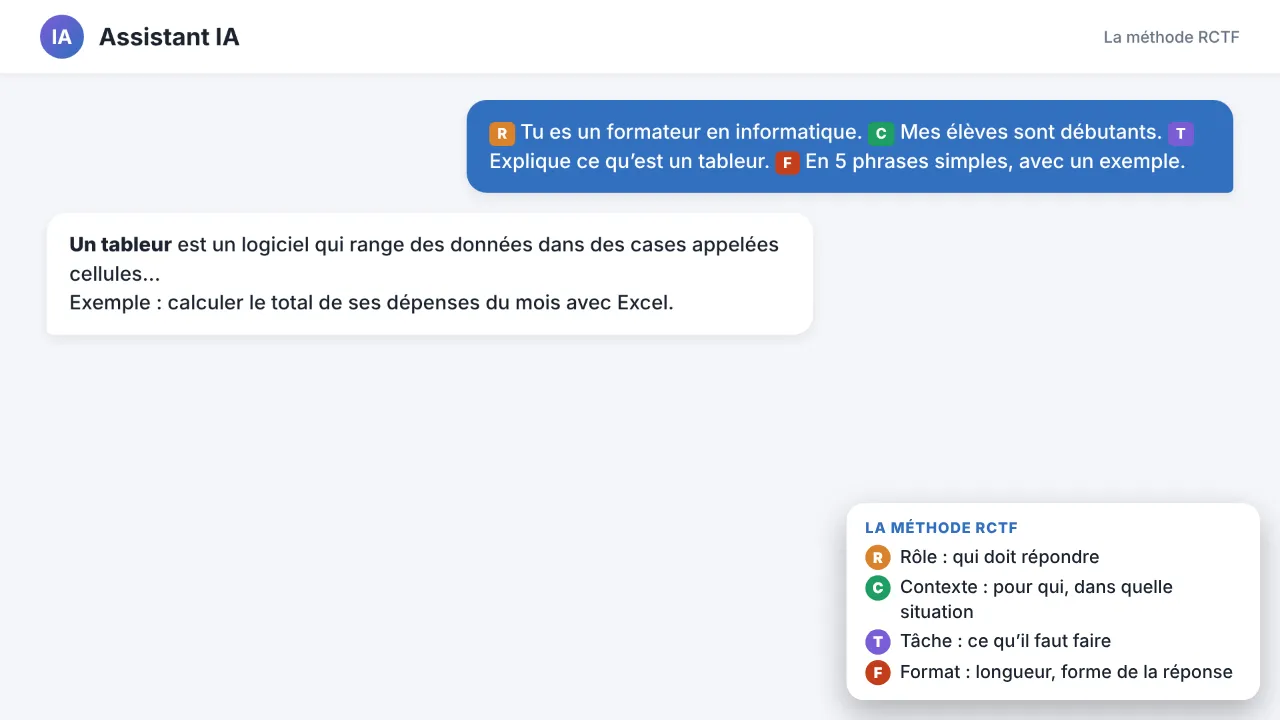 IA Assistant IA
La méthode RCTF
R Tu es un formateur en informatique. C Mes élèves sont débutants. T
Explique ce qu’est un tableur. F En 5 phrases simples, avec un exemple.
Un tableur est un logiciel qui range des données dans des cases appelées
cellules…
Exemple : calculer le total de ses dépenses du mois avec Excel.
LA MÉTHODE RCTF
R Rôle : qui doit répondre
C Contexte : pour qui, dans quelle
situation
T Tâche : ce qu’il faut faire
F Format : longueur, forme de la réponse